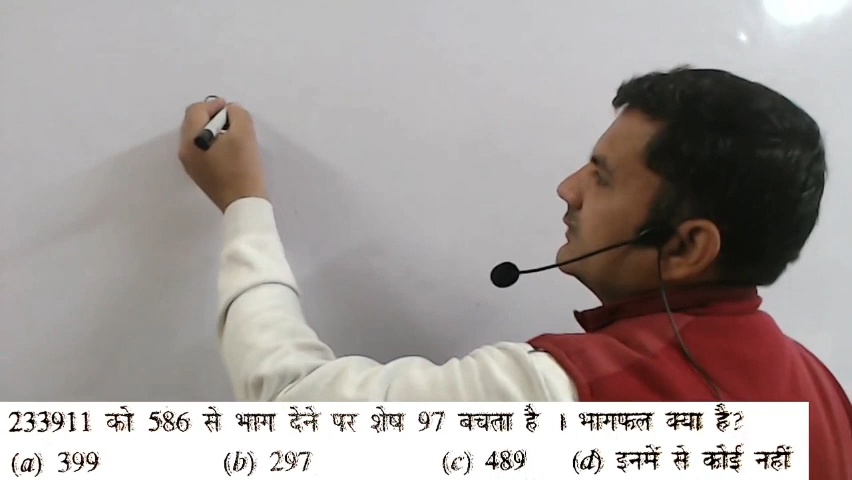 233911 को 586 से भाग देने पर शेष 97 बचता है । भागफल क्या है?
(a) 399 (b) 297 (c) 489 (d) इनमें से कोई नहीं